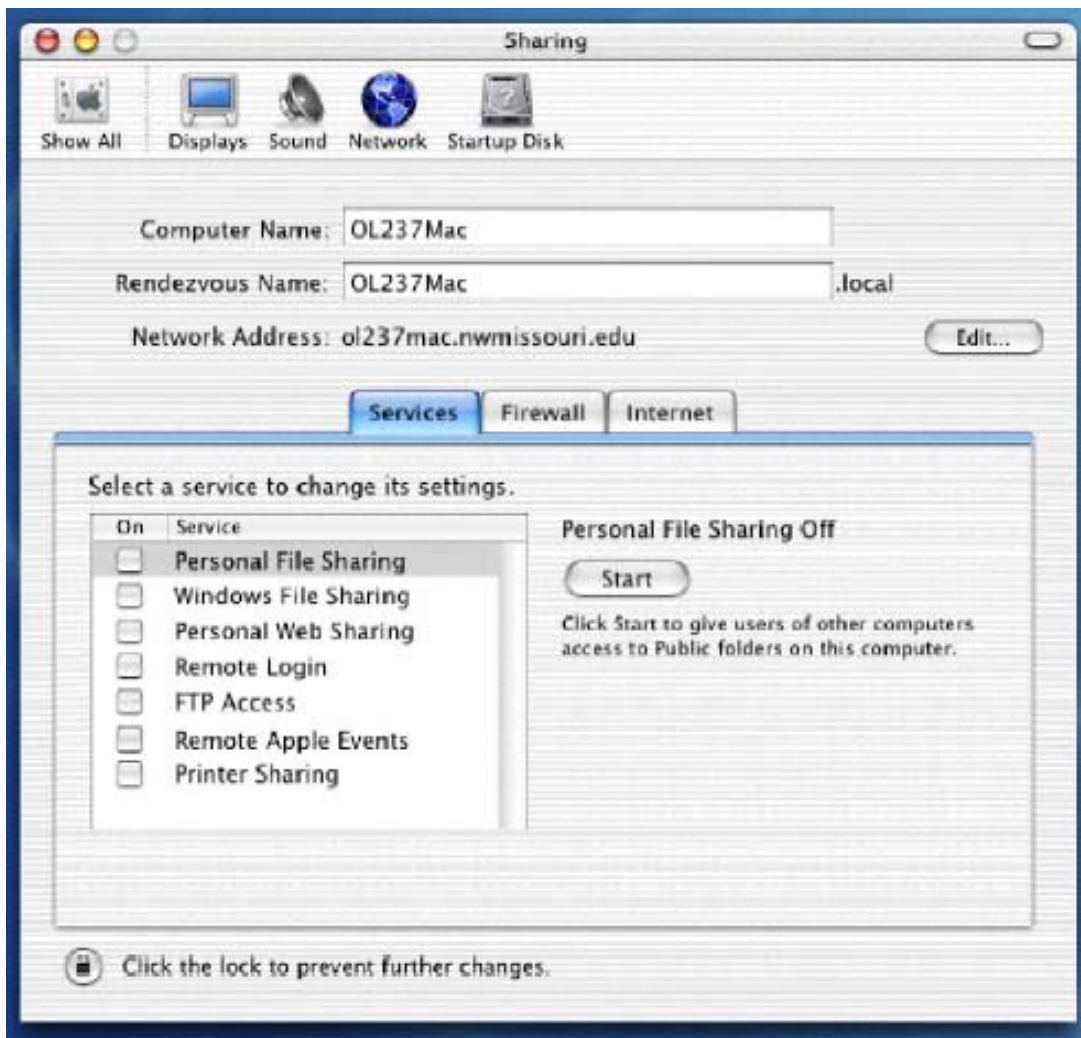 Sharing
Show All
Displays
Sound
Network
Startup Disk
Computer Name: OL237Mac
Rendezvous Name: OL237Mac .local
Network Address: ol237mac.nwmissouri.edu Edit...
Services Firewall Internet
Select a service to change its settings.
On Service
Personal File Sharing
Windows File Sharing
Personal Web Sharing
Remote Login
FTP Access
Remote Apple Events
Printer Sharing
Personal File Sharing Off
Start
Click Start to give users of other computers
access to Public folders on this computer.
Click the lock to prevent further changes.